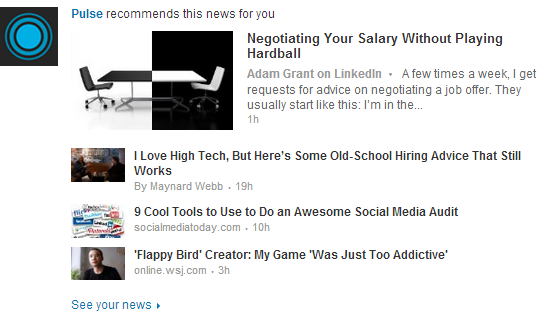 Pulse recommends this news for you
Negotiating Your Salary Without Playing
Hardball
Adam Grant on LinkedIn • A few times a week, I get
requests for advice on negotiating a job offer. They
usually start like this: I'm in the...
1h
I Love High Tech, But Here's Some Old-School Hiring Advice That Still
Works
By Maynard Webb • 19h
9 Cool Tools to Use to Do an Awesome Social Media Audit
socialmediatoday.com • 10h
'Flappy Bird' Creator: My Game 'Was Just Too Addictive'
online.wsj.com • 3h
See your news